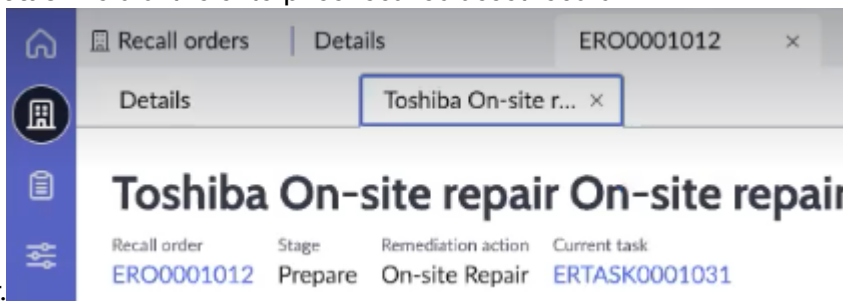 Recall orders Details ERO0001012 ×
Details Toshiba On-site r... ×
Toshiba On-site repair On-site repair
Recall order Stage Remediation action Current task
ERO0001012 Prepare On-site Repair ERTASK0001031